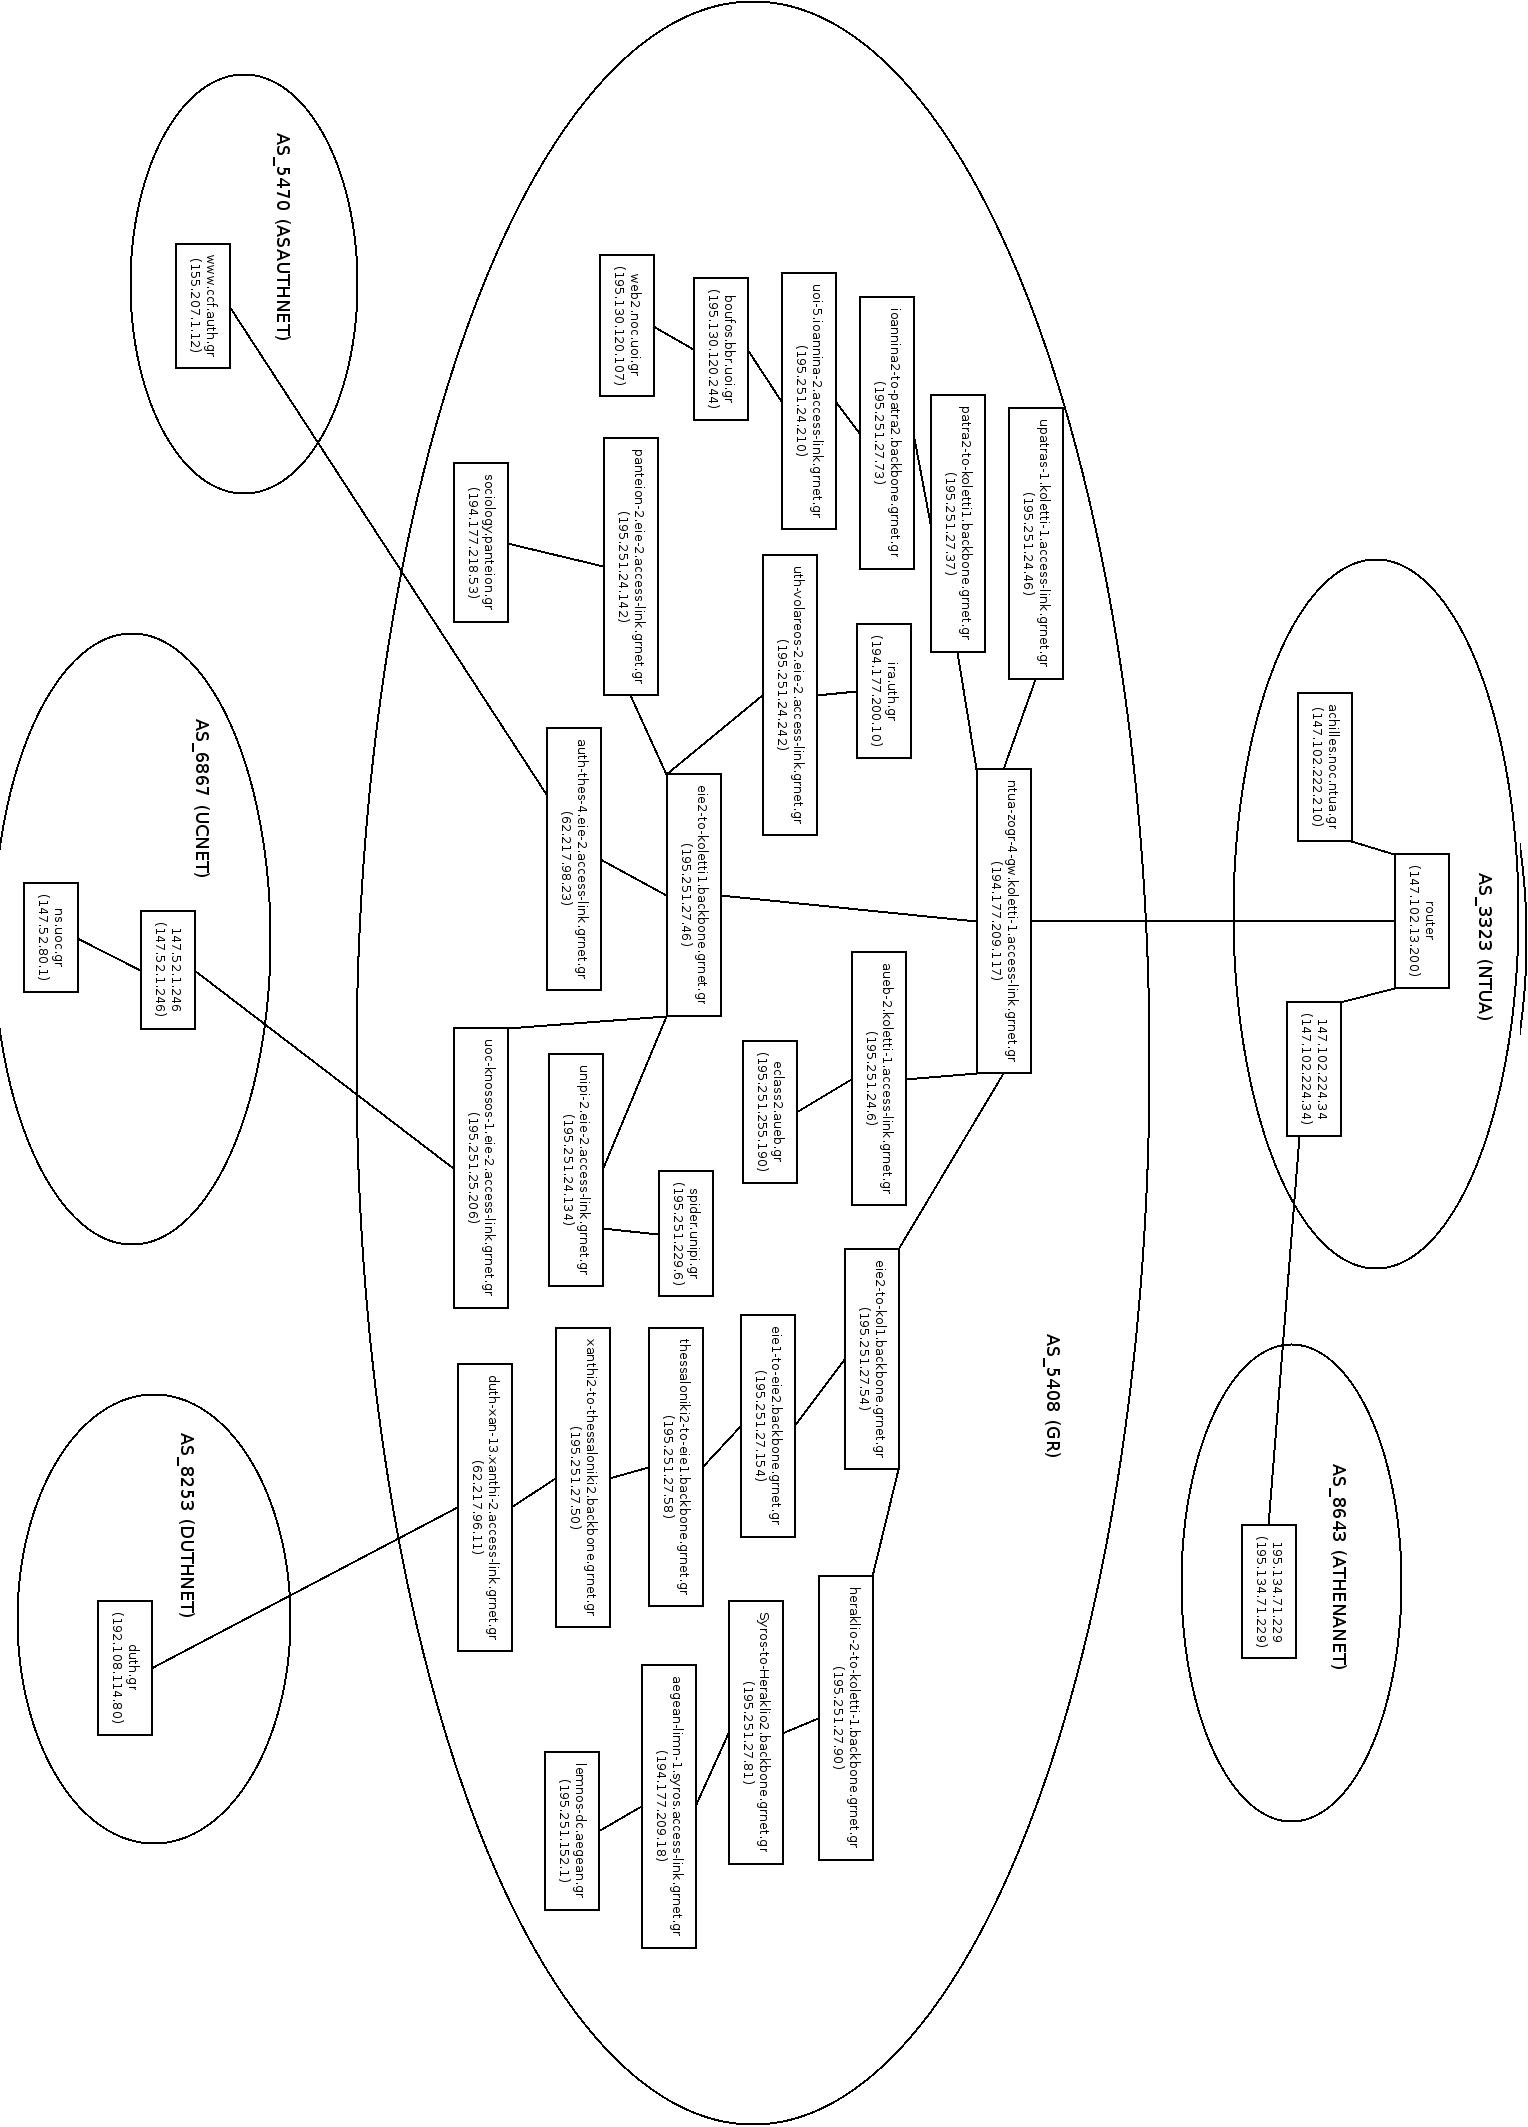 AS_3323 (NTUA)
router
(147.102.13.200)
achilles.noc.ntua.gr
(147.102.222.210)
147.102.224.34
(147.102.224.34)
AS_8643 (ATHENANET)
195.134.71.229
(195.134.71.229)
AS_5408 (GR)
upatras-1.koletti-1.access-link.grnet.gr
(195.251.24.46)
ntua-zogr-4-gw.koletti-1.access-link.grnet.gr
(194.177.209.117)
patra2-to-koletti1.backbone.grnet.gr
(195.251.27.37)
ioannina2-to-patra2.backbone.grnet.gr
(195.251.27.73)
ira.uth.gr
(194.177.200.10)
aueb-2.koletti-1.access-link.grnet.gr
(195.251.24.6)
eie2-to-kol1.backbone.grnet.gr
(195.251.27.54)
heraklio-2-to-koletti-1.backbone.grnet.gr
(195.251.27.90)
uoi-5.ioannina-2.access-link.grnet.gr
(195.251.24.210)
uth-volareos-2.eie-2.access-link.grnet.gr
(195.251.24.242)
eclass2.aueb.gr
(195.251.255.190)
eie1-to-eie2.backbone.grnet.gr
(195.251.27.154)
Syros-to-Heraklio2.backbone.grnet.gr
(195.251.27.81)
boufos.bbr.uoi.gr
(195.130.120.244)
eie2-to-koletti1.backbone.grnet.gr
(195.251.27.46)
spider.unipi.gr
(195.251.229.6)
thessaloniki2-to-eie1.backbone.grnet.gr
(195.251.27.58)
aegean-limn-1.syros.access-link.grnet.gr
(194.177.209.18)
web2.noc.uoi.gr
(195.130.120.107)
panteion-2.eie-2.access-link.grnet.gr
(195.251.24.142)
auth-thes-4.eie-2.access-link.grnet.gr
(62.217.98.23)
unipi-2.eie-2.access-link.grnet.gr
(195.251.24.134)
xanthi2-to-thessaloniki2.backbone.grnet.gr
(195.251.27.50)
lemnos-dc.aegean.gr
(195.251.152.1)
sociology.panteion.gr
(194.177.218.53)
uoc-knossos-1.eie-2.access-link.grnet.gr
(195.251.25.206)
duth-xan-13.xanthi-2.access-link.grnet.gr
(62.217.96.11)
AS_5470 (ASAUTHNET)
www.ccf.auth.gr
(155.207.1.12)
AS_6867 (UCNET)
147.52.1.246
(147.52.1.246)
ns.uoc.gr
(147.52.80.1)
AS_8253 (DUTHNET)
duth.gr
(192.108.114.80)